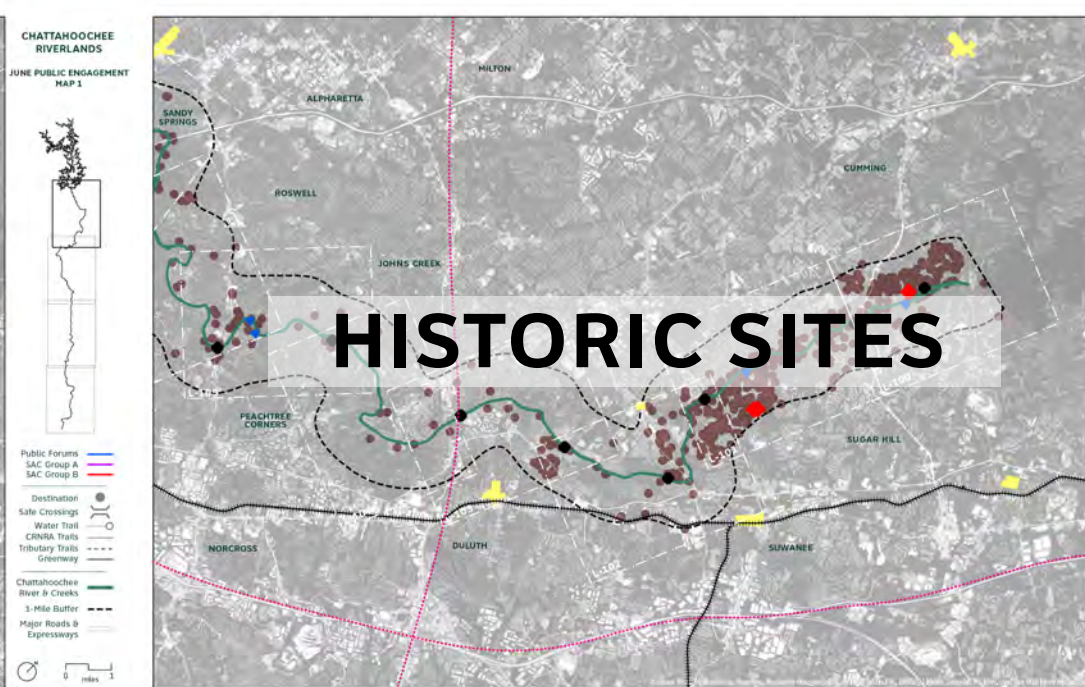 CHATTAHOOCHEE
RIVERLANDS
JUNE PUBLIC ENGAGEMENT
MAP 1
Public Forums
SAC Group A
SAC Group B
Destination
Safe Crossings
Water Trail
CRNRA Trails
Tributary Trails
Greenway
Chattahoochee
River & Creeks
1-Mile Buffer
Major Roads &
Expressways
0 miles 1
SANDY
SPRINGS
ALPHARETTA
MILTON
ROSWELL
JOHNS CREEK
CUMMING
HISTORIC SITES
PEACHTREE
CORNERS
SUGAR HILL
NORCROSS
DULUTH
SUWANEE